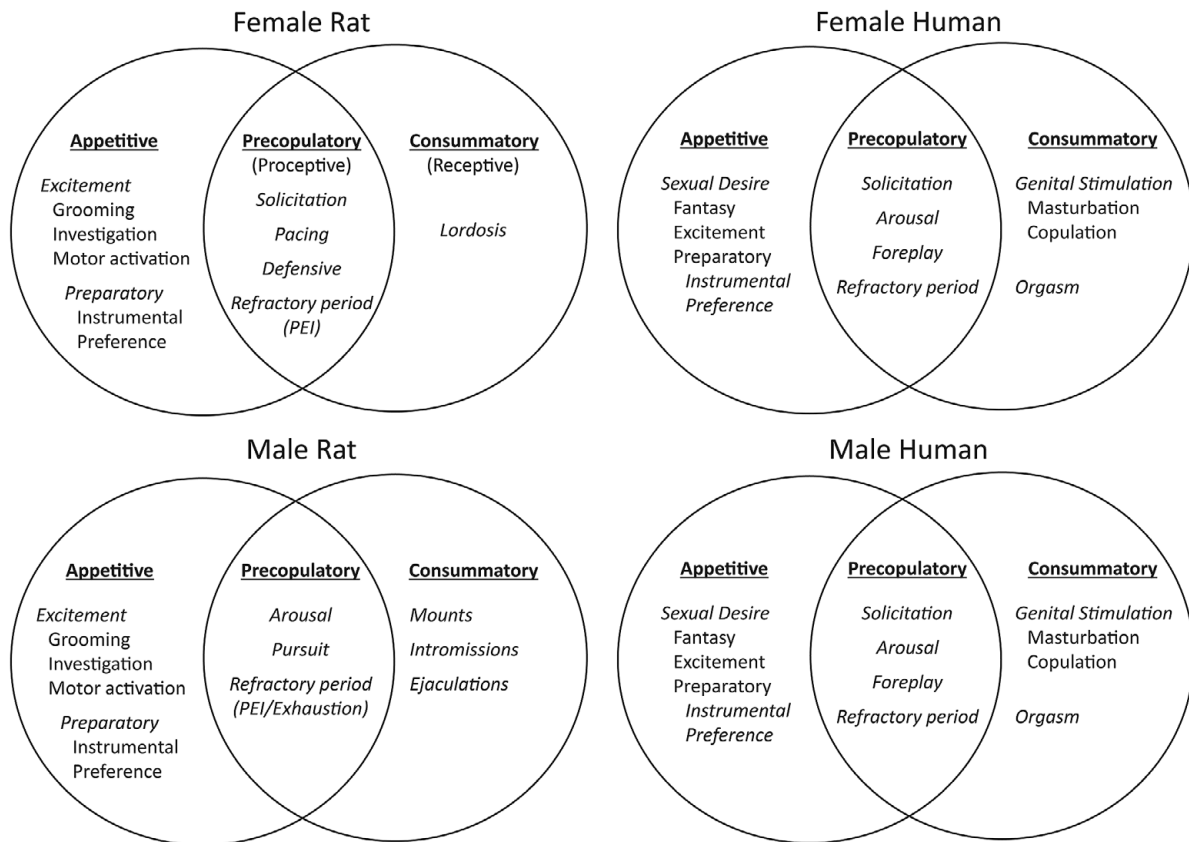 Female Rat
Appetitive
Excitement
Grooming
Investigation
Motor activation
Preparatory
Instrumental
Preference
Precopulatory
(Proceptive)
Solicitation
Pacing
Defensive
Refractory period
(PEI)
Consummatory
(Receptive)
Lordosis
Female Human
Appetitive
Sexual Desire
Fantasy
Excitement
Preparatory
Instrumental
Preference
Precopulatory
Solicitation
Arousal
Foreplay
Refractory period
Consummatory
Genital Stimulation
Masturbation
Copulation
Orgasm
Male Rat
Appetitive
Excitement
Grooming
Investigation
Motor activation
Preparatory
Instrumental
Preference
Precopulatory
Arousal
Pursuit
Refractory period
(PEI/Exhaustion)
Consummatory
Mounts
Intromissions
Ejaculations
Male Human
Appetitive
Sexual Desire
Fantasy
Excitement
Preparatory
Instrumental
Preference
Precopulatory
Solicitation
Arousal
Foreplay
Refractory period
Consummatory
Genital Stimulation
Masturbation
Copulation
Orgasm